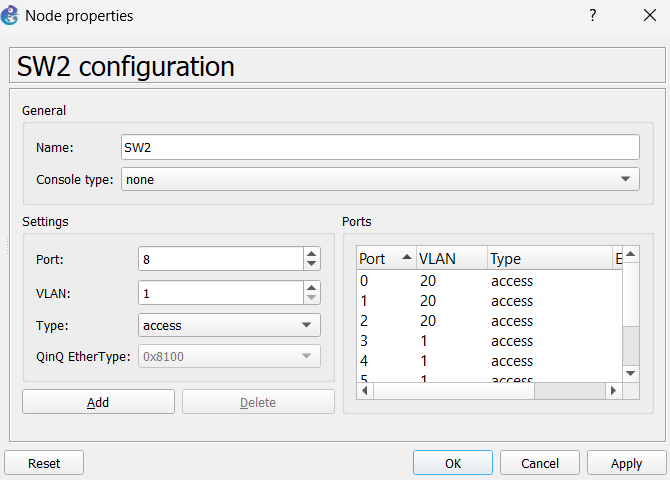 Node properties ? X
SW2 configuration
General
Name: SW2
Console type: none
Settings
Port: 8
VLAN: 1
Type: access
QinQ EtherType: 0x8100
Add Delete
Ports
Port VLAN Type E
0 20 access
1 20 access
2 20 access
3 1 access
4 1 access
5 1 access
Reset OK Cancel Apply